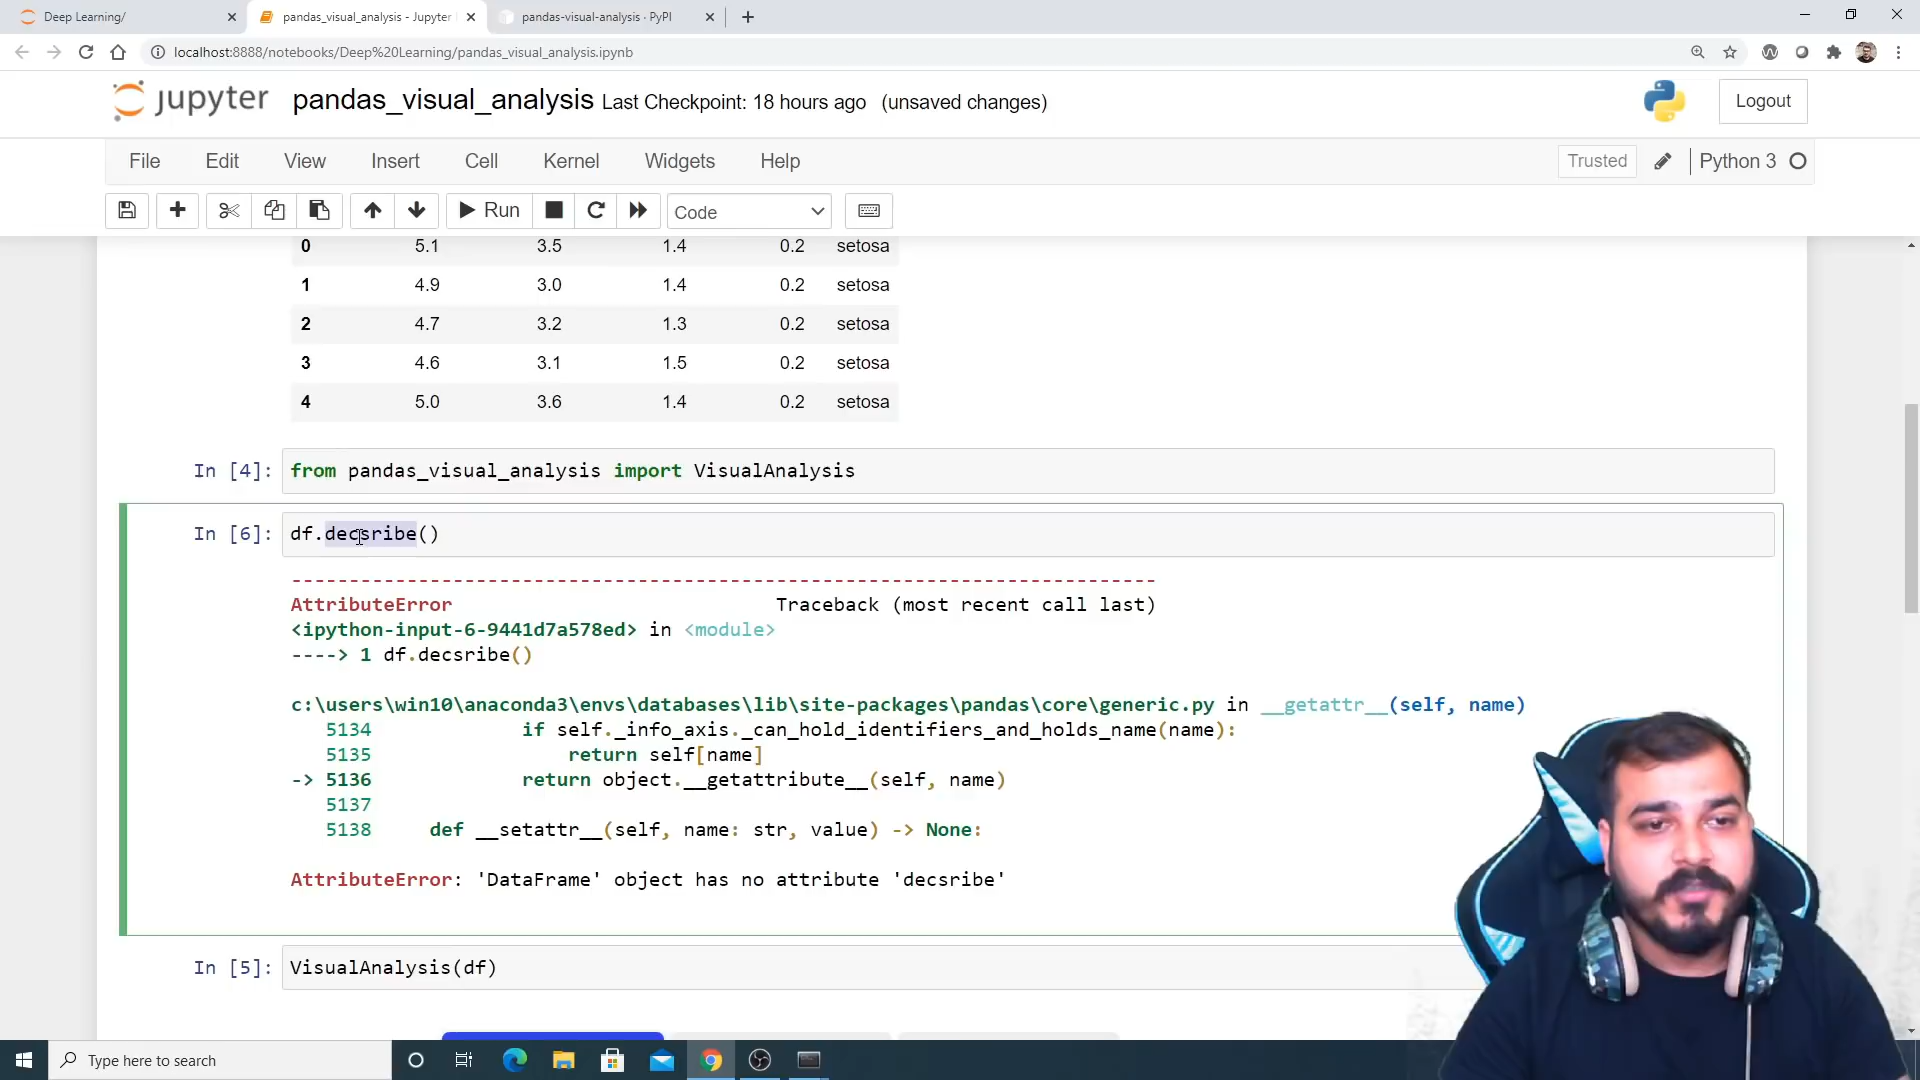 Deep Learning/
pandas_visual_analysis - Jupyter
pandas-visual-analysis · PyPI
localhost:8888/notebooks/Deep%20Learning/pandas_visual_analysis.ipynb
jupyter pandas_visual_analysis Last Checkpoint: 18 hours ago (unsaved changes)
Logout
File Edit View Insert Cell Kernel Widgets Help
Trusted
Python 3
Run
Code
0 5.1 3.5 1.4 0.2 setosa
1 4.9 3.0 1.4 0.2 setosa
2 4.7 3.2 1.3 0.2 setosa
3 4.6 3.1 1.5 0.2 setosa
4 5.0 3.6 1.4 0.2 setosa
In [4]: from pandas_visual_analysis import VisualAnalysis
In [6]: df.decsribe()
---------------------------------------------------------------------------
AttributeError Traceback (most recent call last)
<ipython-input-6-9441d7a578ed> in <module>
----> 1 df.decsribe()
c:\users\win10\anaconda3\envs\databases\lib\site-packages\pandas\core\generic.py in __getattr__(self, name)
5134 if self._info_axis._can_hold_identifiers_and_holds_name(name):
5135 return self[name]
-> 5136 return object.__getattribute__(self, name)
5137
5138 def __setattr__(self, name: str, value) -> None:
AttributeError: 'DataFrame' object has no attribute 'decsribe'
In [5]: VisualAnalysis(df)
Type here to search